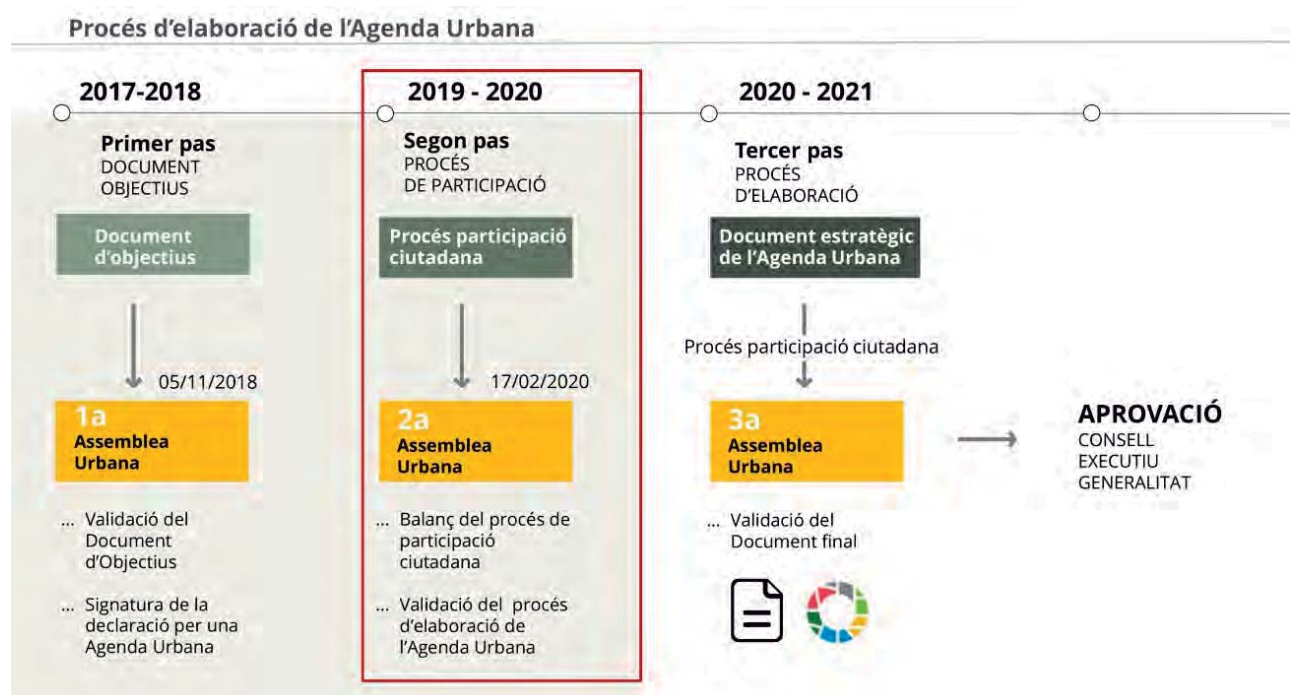 Procés d'elaboració de l'Agenda Urbana
2017-2018
Primer pas
DOCUMENT
OBJECTIUS
Document
d'objectius
05/11/2018
1a
Assemblea
Urbana
... Validació del
Document
d'Objectius
... Signatura de la
declaració per una
Agenda Urbana
2019 - 2020
Segon pas
PROCÉS
DE PARTICIPACIÓ
Procés participació
ciutadana
17/02/2020
2a
Assemblea
Urbana
... Balanç del procés de
participació
ciutadana
... Validació del procés
d'elaboració de
l'Agenda Urbana
2020 - 2021
Tercer pas
PROCÉS
D'ELABORACIÓ
Document estratègic
de l'Agenda Urbana
Procés participació ciutadana
3a
Assemblea
Urbana
... Validació del
Document final
APROVACIÓ
CONSELL
EXECUTIU
GENERALITAT